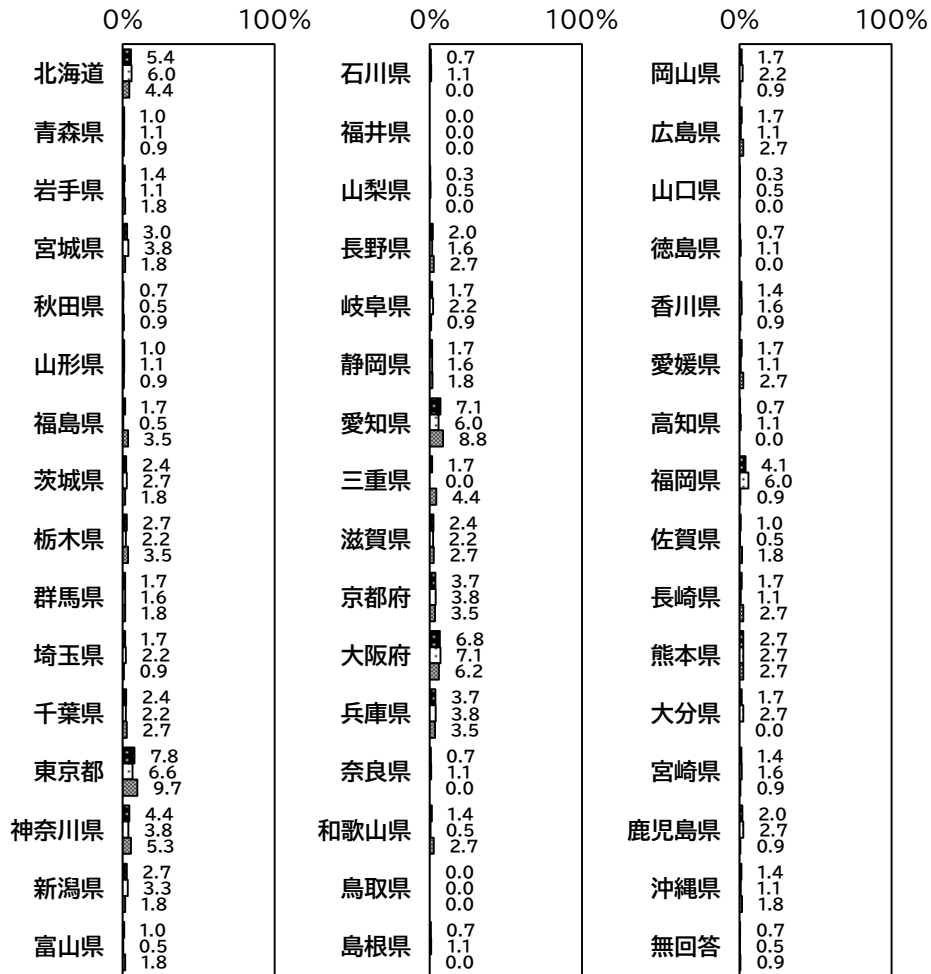 0% 100% 0% 100% 0% 100%
北海道 5.4 6.0 4.4
青森県 1.0 1.1 0.9
岩手県 1.4 1.1 1.8
宮城県 3.0 3.8 1.8
秋田県 0.7 0.5 0.9
山形県 1.0 1.1 0.9
福島県 1.7 0.5 3.5
茨城県 2.4 2.7 1.8
栃木県 2.7 2.2 3.5
群馬県 1.7 1.6 1.8
埼玉県 1.7 2.2 0.9
千葉県 2.4 2.2 2.7
東京都 7.8 6.6 9.7
神奈川県 4.4 3.8 5.3
新潟県 2.7 3.3 1.8
富山県 1.0 0.5 1.8
石川県 0.7 1.1 0.0
福井県 0.0 0.0 0.0
山梨県 0.3 0.5 0.0
長野県 2.0 1.6 2.7
岐阜県 1.7 2.2 0.9
静岡県 1.7 1.6 1.8
愛知県 7.1 6.0 8.8
三重県 1.7 0.0 4.4
滋賀県 2.4 2.2 2.7
京都府 3.7 3.8 3.5
大阪府 6.8 7.1 6.2
兵庫県 3.7 3.8 3.5
奈良県 0.7 1.1 0.0
和歌山県 1.4 0.5 2.7
鳥取県 0.0 0.0 0.0
島根県 0.7 1.1 0.0
岡山県 1.7 2.2 0.9
広島県 1.7 1.1 2.7
山口県 0.3 0.5 0.0
徳島県 0.7 1.1 0.0
香川県 1.4 1.6 0.9
愛媛県 1.7 1.1 2.7
高知県 0.7 1.1 0.0
福岡県 4.1 6.0 0.9
佐賀県 1.0 0.5 1.8
長崎県 1.7 1.1 2.7
熊本県 2.7 2.7 2.7
大分県 1.7 2.7 0.0
宮崎県 1.4 1.6 0.9
鹿児島県 2.0 2.7 0.9
沖縄県 1.4 1.1 1.8
無回答 0.7 0.5 0.9